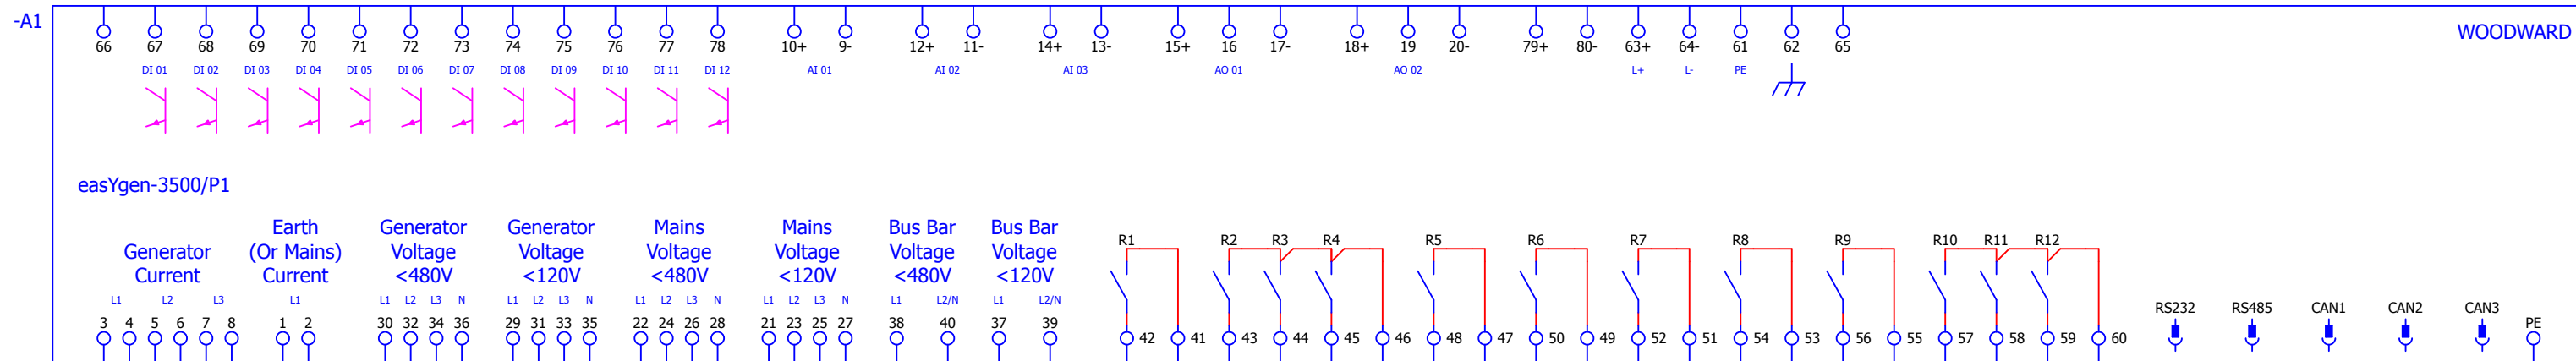 -A1
WOODWARD
66 67 68 69 70 71 72 73 74 75 76 77 78 10+ 9- 12+ 11- 14+ 13- 15+ 16 17- 18+ 19 20- 79+ 80- 63+ 64- 61 62 65
DI 01 DI 02 DI 03 DI 04 DI 05 DI 06 DI 07 DI 08 DI 09 DI 10 DI 11 DI 12 AI 01 AI 02 AI 03 AO 01 AO 02 L+ L- PE
easYgen-3500/P1
Generator
Current
Earth
(Or Mains)
Current
Generator
Voltage
<480V
Generator
Voltage
<120V
Mains
Voltage
<480V
Mains
Voltage
<120V
Bus Bar
Voltage
<480V
Bus Bar
Voltage
<120V
R1 R2 R3 R4 R5 R6 R7 R8 R9 R10 R11 R12
L1 L2 L3 L1 L1 L2 L3 N L1 L2 L3 N L1 L2 L3 N L1 L2 L3 N L1 L2/N L1 L2/N
RS232 RS485 CAN1 CAN2 CAN3 PE
3 4 5 6 7 8 1 2 30 32 34 36 29 31 33 35 22 24 26 28 21 23 25 27 38 40 37 39
42 41 43 44 45 46 48 47 50 49 52 51 54 53 56 55 57 58 59 60